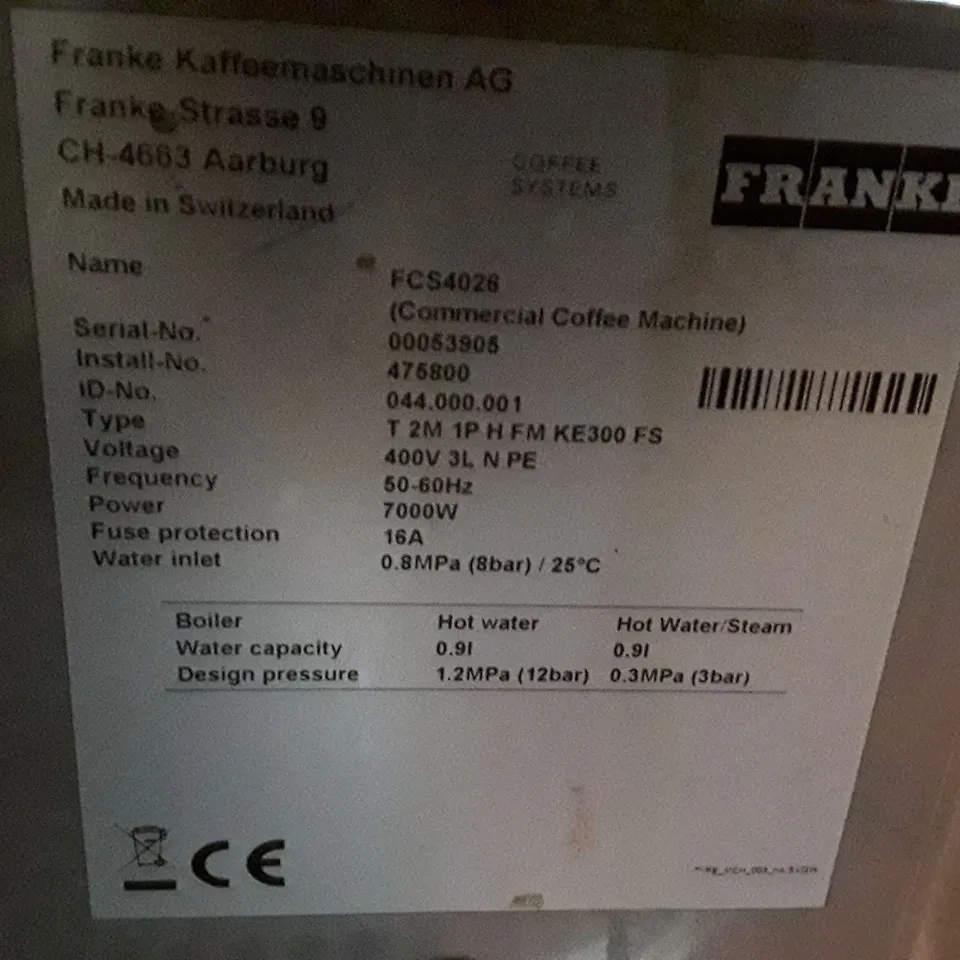 Franke Kaffeemaschinen AG
Franke Strasse 9
CH-4663 Aarburg
Made in Switzerland
COFFEE
SYSTEMS
FRANKE
Name FCS4026
(Commercial Coffee Machine)
Serial-No. 00053905
Install-No. 475800
ID-No. 044.000.001
Type T 2M 1P H FM KE300 FS
Voltage 400V 3L N PE
Frequency 50-60Hz
Power 7000W
Fuse protection 16A
Water inlet 0.8MPa (8bar) / 25°C
Boiler Hot water Hot Water/Steam
Water capacity 0.9l 0.9l
Design pressure 1.2MPa (12bar) 0.3MPa (3bar)
CE